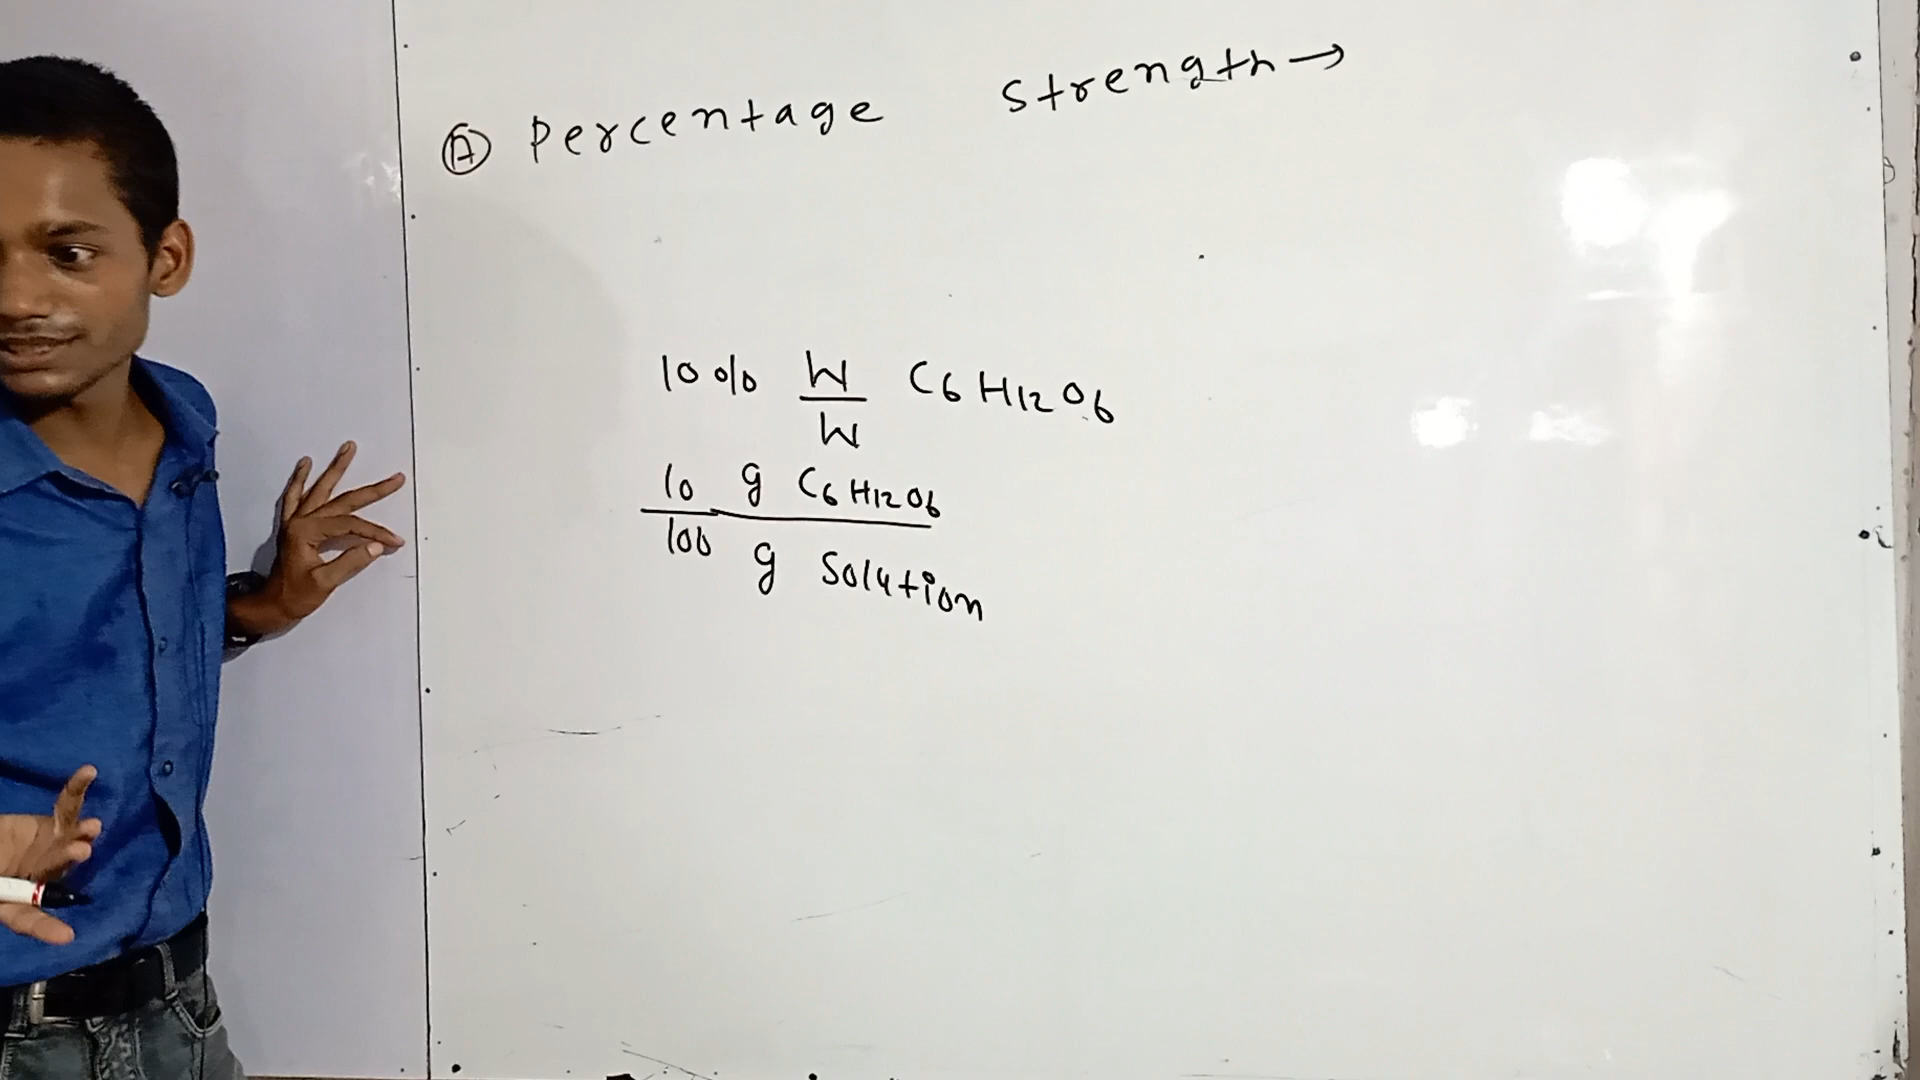 A Percentage Strength →
10% W/W C6H12O6
10 g C6H12O6
100 g Solution